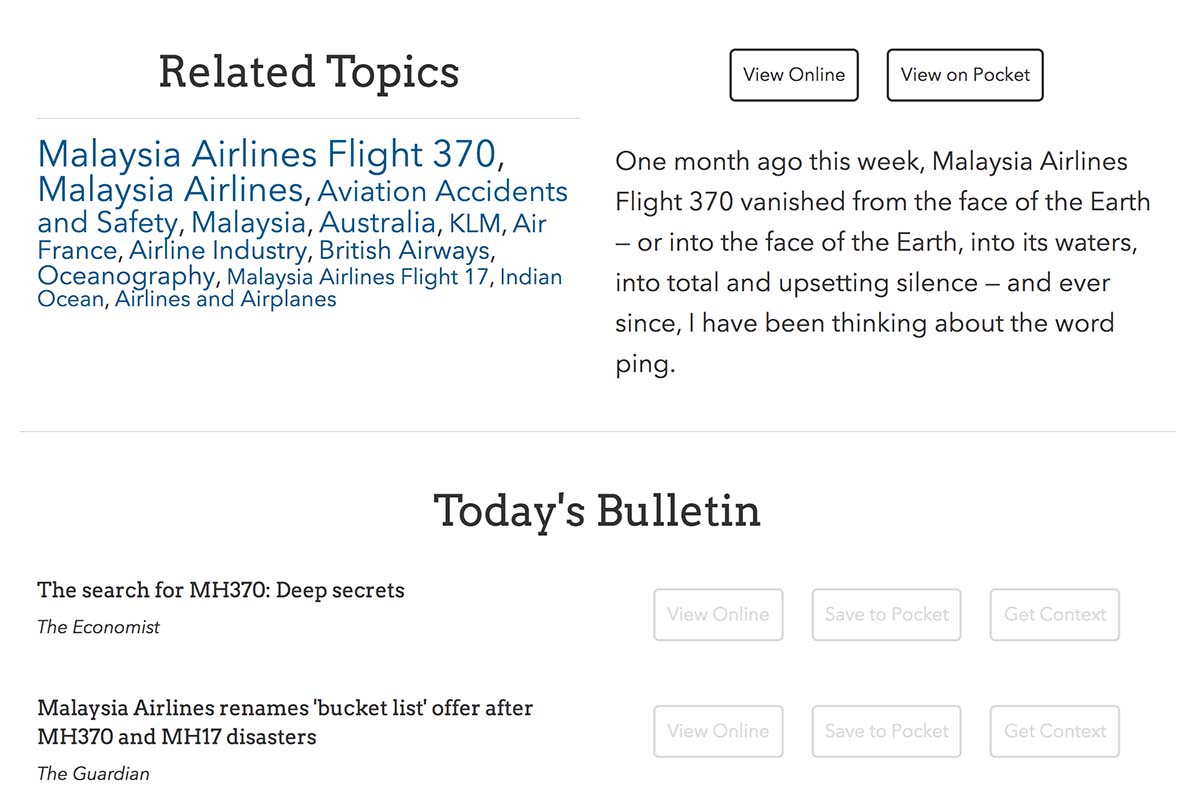 Related Topics
Malaysia Airlines Flight 370,
Malaysia Airlines, Aviation Accidents
and Safety, Malaysia, Australia, KLM, Air
France, Airline Industry, British Airways,
Oceanography, Malaysia Airlines Flight 17, Indian
Ocean, Airlines and Airplanes
View Online
View on Pocket
One month ago this week, Malaysia Airlines
Flight 370 vanished from the face of the Earth
– or into the face of the Earth, into its waters,
into total and upsetting silence – and ever
since, I have been thinking about the word
ping.
Today's Bulletin
The search for MH370: Deep secrets
The Economist
View Online
Save to Pocket
Get Context
Malaysia Airlines renames 'bucket list' offer after
MH370 and MH17 disasters
The Guardian
View Online
Save to Pocket
Get Context